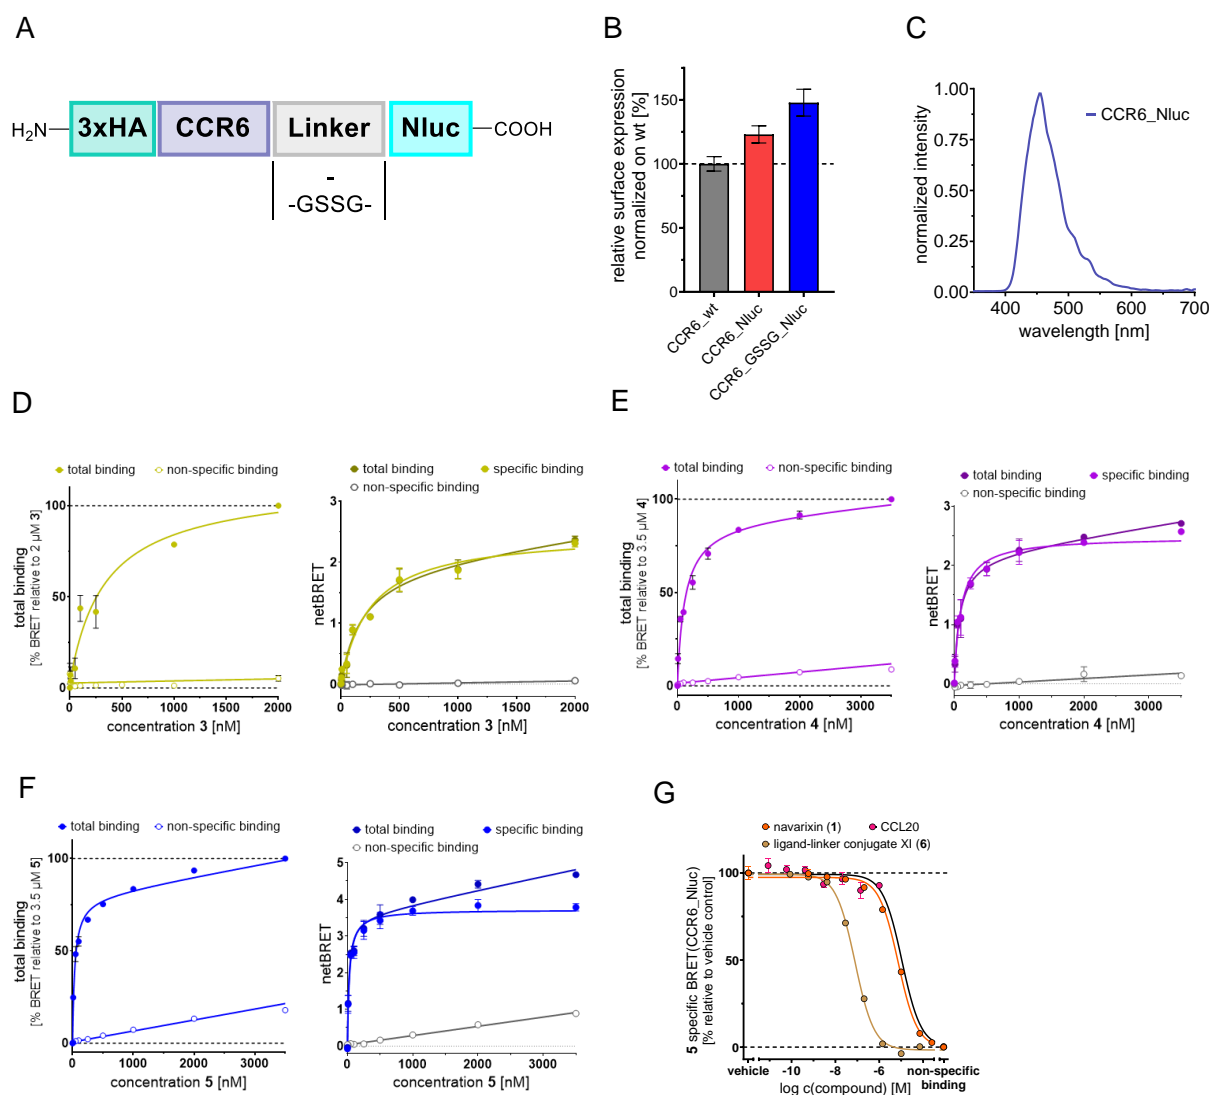 A
H₂N
3xHA
CCR6
Linker
Nluc
COOH
-
-GSSG-
B
relative surface expression
normalized on wt [%]
150
100
50
0
CCR6_wt
CCR6_Nluc
CCR6_GSSG_Nluc
C
CCR6_Nluc
normalized intensity
1.00
0.75
0.50
0.25
0.00
400 500 600 700
wavelength [nm]
D
total binding non-specific binding
total binding
[% BRET relative to 2 µM 3]
100
50
0
0 500 1000 1500 2000
concentration 3 [nM]
total binding specific binding
non-specific binding
netBRET
3
2
1
0
0 500 1000 1500 2000
concentration 3 [nM]
E
total binding non-specific binding
total binding
[% BRET relative to 3.5 µM 4]
100
50
0
0 1000 2000 3000
concentration 4 [nM]
total binding specific binding
non-specific binding
netBRET
3
2
1
0
0 1000 2000 3000
concentration 4 [nM]
F
total binding non-specific binding
total binding
[% BRET relative to 3.5 µM 5]
100
50
0
0 1000 2000 3000
concentration 5 [nM]
total binding specific binding
non-specific binding
netBRET
5
4
3
2
1
0
0 1000 2000 3000
concentration 5 [nM]
G
navarixin (1) CCL20
ligand-linker conjugate XI (6)
5 specific BRET(CCR6_Nluc)
[% relative to vehicle control]
100
50
0
vehicle -10 -8 -6 non-specific
binding
log c(compound) [M]